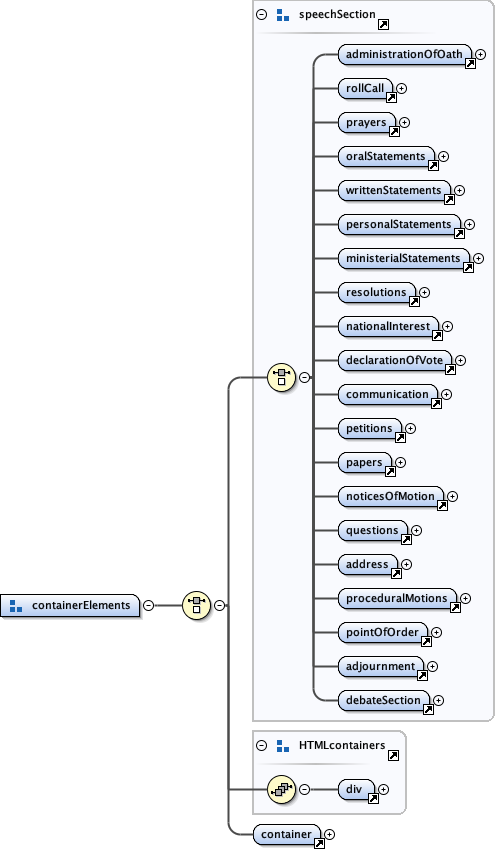 speechSection
administrationOfOath
rollCall
prayers
oralStatements
writtenStatements
personalStatements
ministerialStatements
resolutions
nationalInterest
declarationOfVote
communication
petitions
papers
noticesOfMotion
questions
address
proceduralMotions
pointOfOrder
adjournment
debateSection
containerElements
HTMLcontainers
div
container